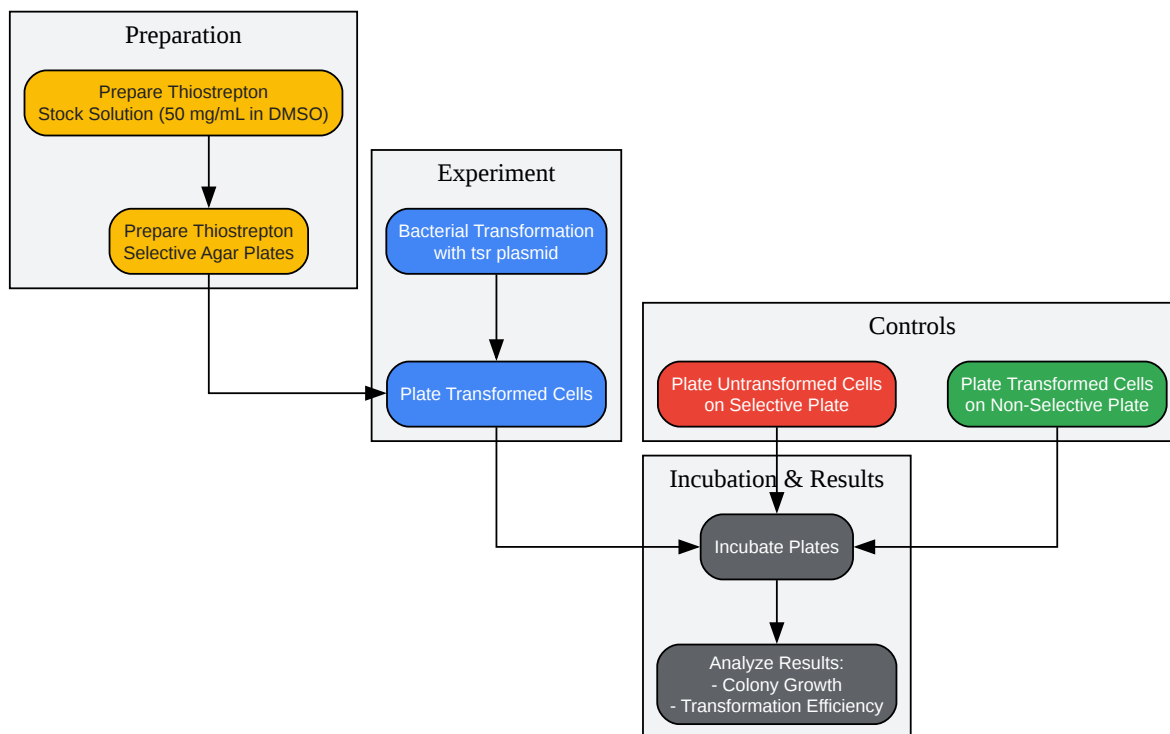 Preparation
Prepare Thiostrepton
Stock Solution (50 mg/mL in DMSO)
Prepare Thiostrepton
Selective Agar Plates
Experiment
Bacterial Transformation
with tsr plasmid
Plate Transformed Cells
Controls
Plate Untransformed Cells
on Selective Plate
Plate Transformed Cells
on Non-Selective Plate
Incubation & Results
Incubate Plates
Analyze Results:
- Colony Growth
- Transformation Efficiency